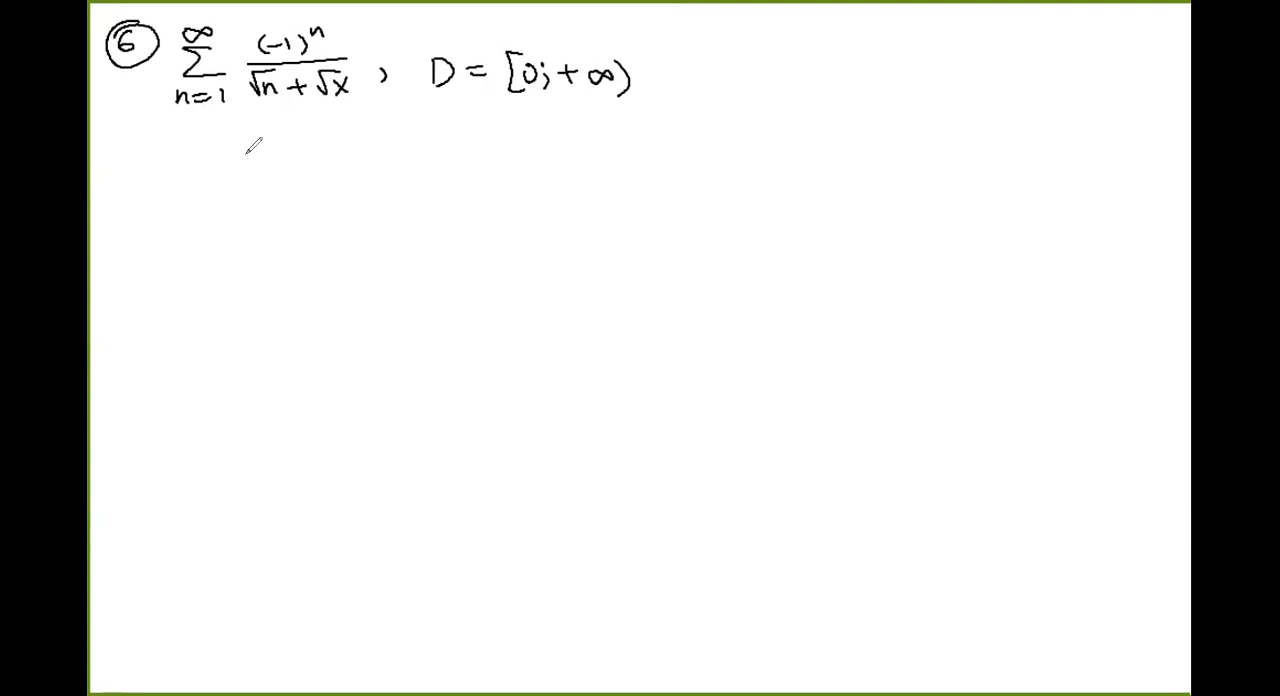 ⑥ ∑_{n=1}^{∞} (-1)^n / (√n + √x) , D = [0; +∞)